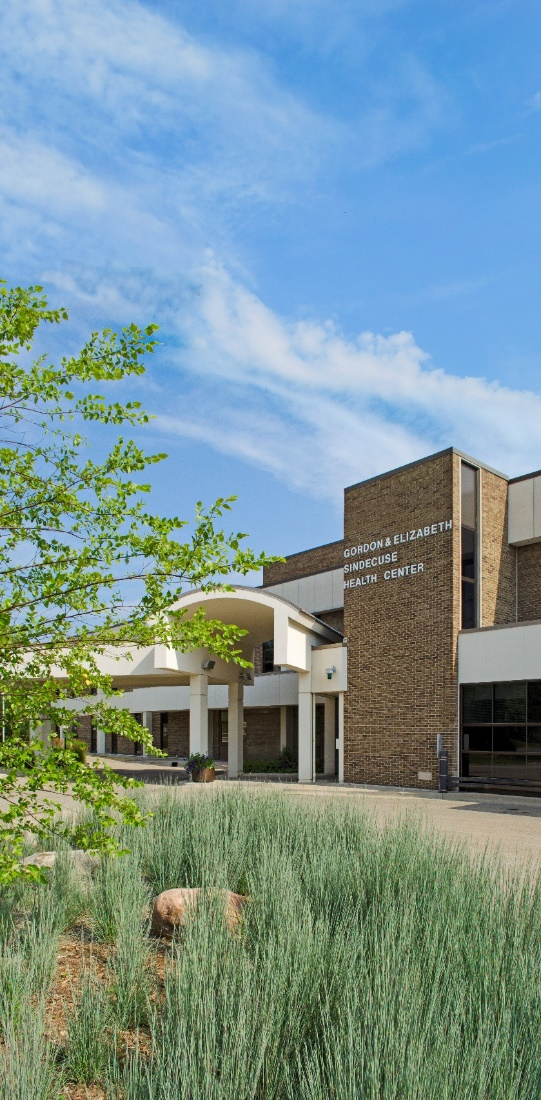 GORDON & ELIZABETH
SINDECUSE
HEALTH CENTER